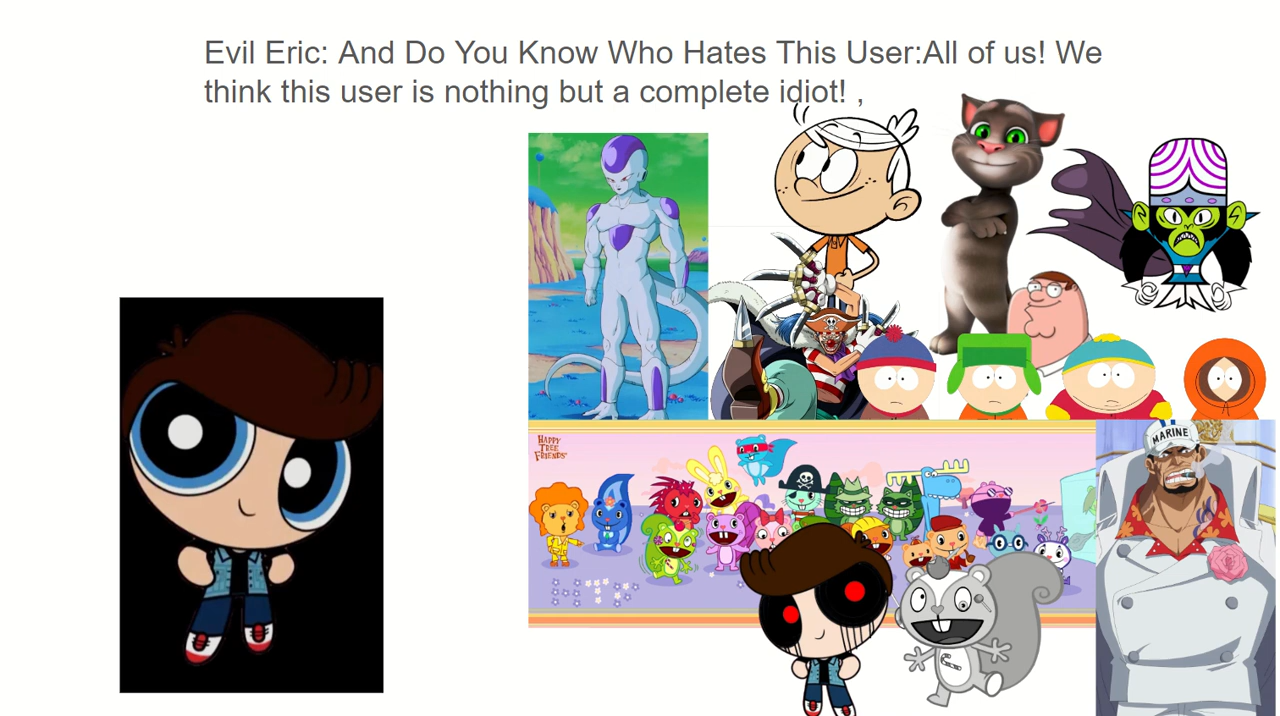 Evil Eric: And Do You Know Who Hates This User:All of us! We
think this user is nothing but a complete idiot! ,
HAPPY
TREE
FRIENDS
MARINE